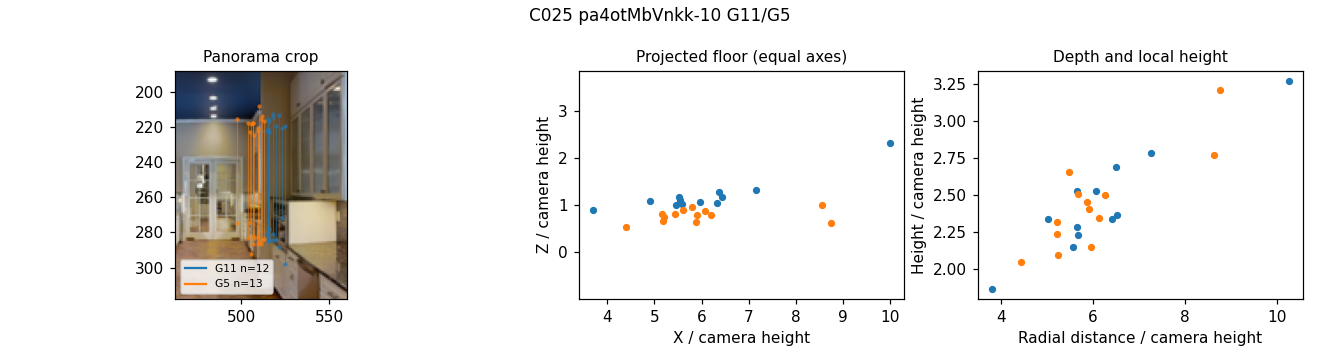 C025 pa4otMbVnkk-10 G11/G5
Panorama crop
200
220
240
260
280
300
500
550
G11 n=12
G5 n=13
Projected floor (equal axes)
Z / camera height
3
2
1
0
4
5
6
7
8
9
10
X / camera height
Depth and local height
Height / camera height
3.25
3.00
2.75
2.50
2.25
2.00
4
6
8
10
Radial distance / camera height